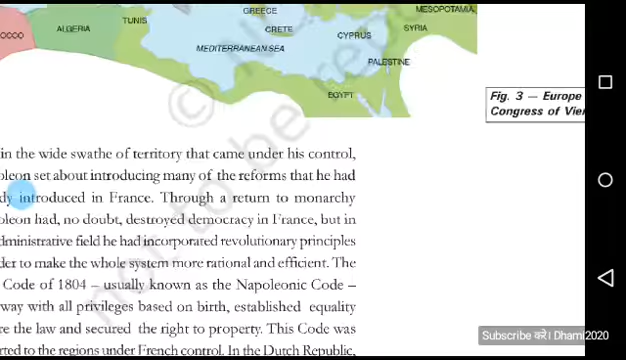 GREECE
MESOPOTAMIA
TUNIS
ALGERIA
OCCO
CRETE
CYPRUS
SYRIA
MEDITERRANEAN SEA
PALESTINE
EGYPT
Fig. 3 — Europe
Congress of Vie
© not to be re
in the wide swathe of territory that came under his control,
oleon set about introducing many of the reforms that he had
dy introduced in France. Through a return to monarchy
oleon had, no doubt, destroyed democracy in France, but in
dministrative field he had incorporated revolutionary principles
der to make the whole system more rational and efficient. The
Code of 1804 – usually known as the Napoleonic Code –
way with all privileges based on birth, established equality
re the law and secured the right to property. This Code was
rted to the regions under French control. In the Dutch Republic,
Subscribe करे। Dhami2020